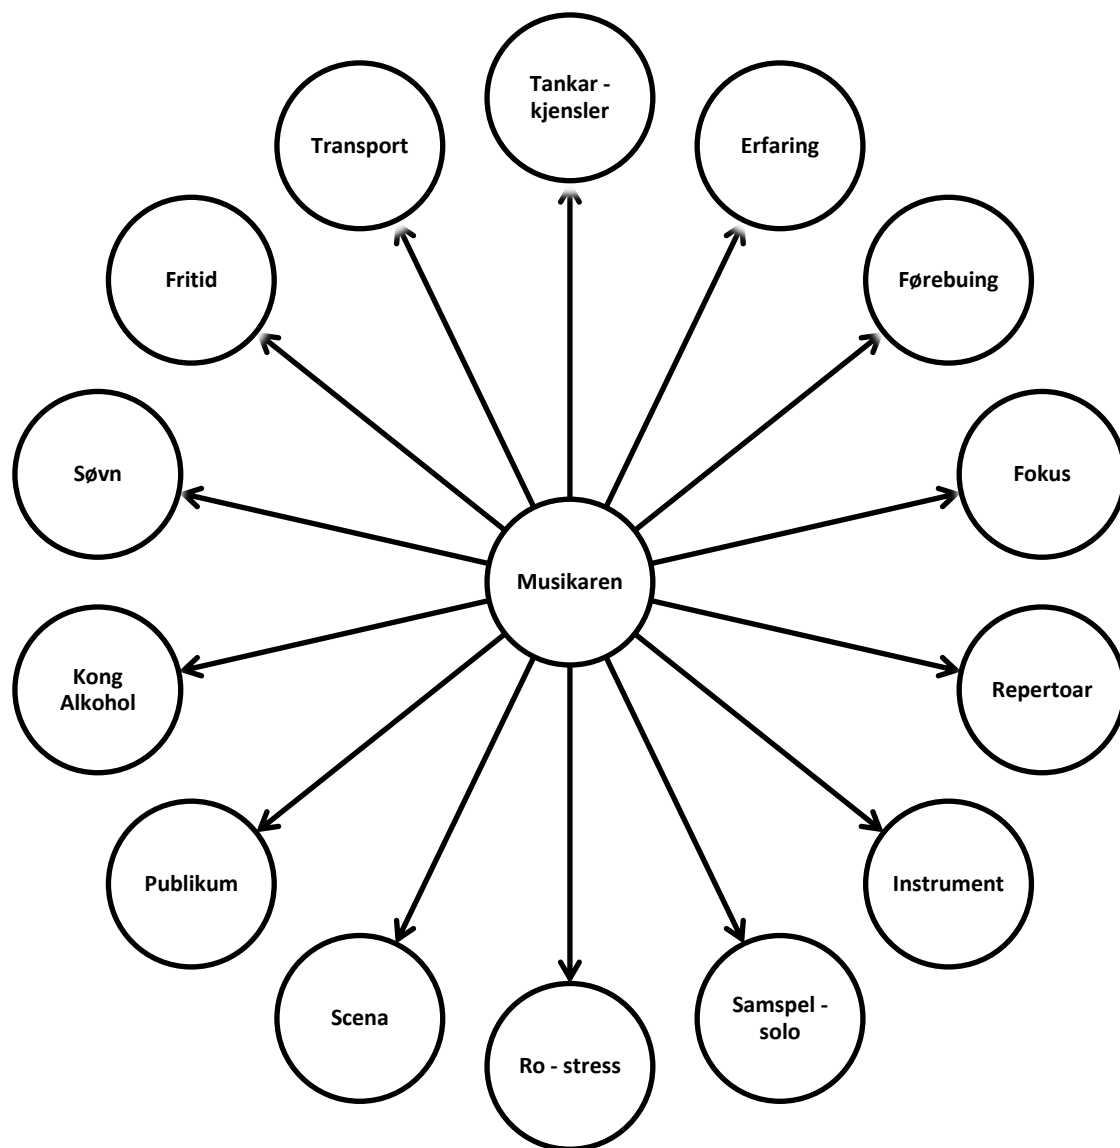 Tankar -
kjensler
Erfaring
Førebuing
Fokus
Repertoar
Instrument
Samspel -
solo
Ro - stress
Scena
Publikum
Kong
Alkohol
Søvn
Fritid
Transport
Musikaren